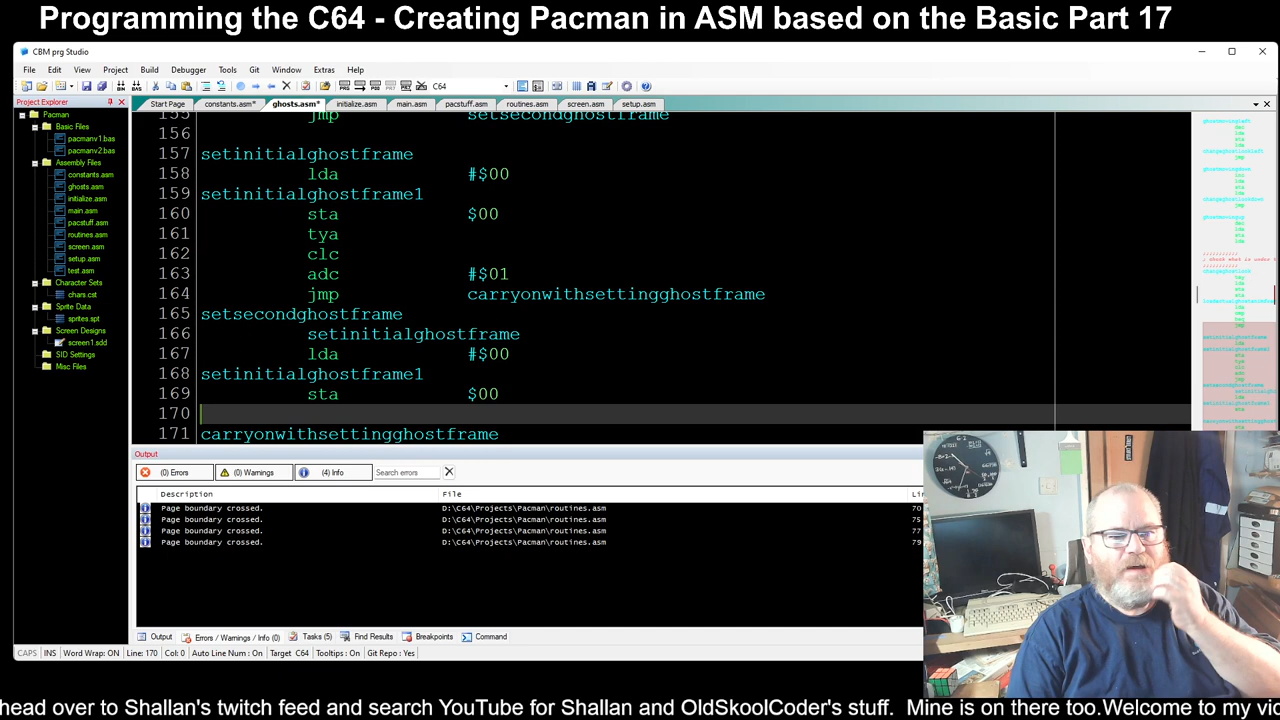 Programming the C64 - Creating Pacman in ASM based on the Basic Part 17
CBM prg Studio
File Edit View Project Build Debugger Tools Git Window Extras Help
C64
Project Explorer
Start Page constants.asm* ghosts.asm* initialize.asm main.asm pacstuff.asm routines.asm screen.asm setup.asm
Pacman
Basic Files
pacmanv1.bas
pacmanv2.bas
Assembly Files
constants.asm
ghosts.asm
initialize.asm
main.asm
pacstuff.asm
routines.asm
screen.asm
setup.asm
test.asm
Character Sets
chars.cst
Sprite Data
sprites.spt
Screen Designs
screen1.sdd
SID Settings
Misc Files
155 jmp setsecondghostframe
156
157 setinitialghostframe
158 lda #$00
159 setinitialghostframe1
160 sta $00
161 tya
162 clc
163 adc #$01
164 jmp carryonwithsettingghostframe
165 setsecondghostframe
166 setinitialghostframe
167 lda #$00
168 setinitialghostframe1
169 sta $00
170
171 carryonwithsettingghostframe
Output
(0) Errors (0) Warnings (4) Info Search errors
Description File Li
Page boundary crossed. D:\C64\Projects\Pacman\routines.asm 70
Page boundary crossed. D:\C64\Projects\Pacman\routines.asm 75
Page boundary crossed. D:\C64\Projects\Pacman\routines.asm 77
Page boundary crossed. D:\C64\Projects\Pacman\routines.asm 79
Output Errors / Warnings / Info (0) Tasks (5) Find Results Breakpoints Command
CAPS INS Word Wrap: ON Line: 170 Col: 0 Auto Line Num : On Target C64 Tooltips : On Git Repo : Yes
head over to Shallan's twitch feed and search YouTube for Shallan and OldSkoolCoder's stuff. Mine is on there too.Welcome to my vic